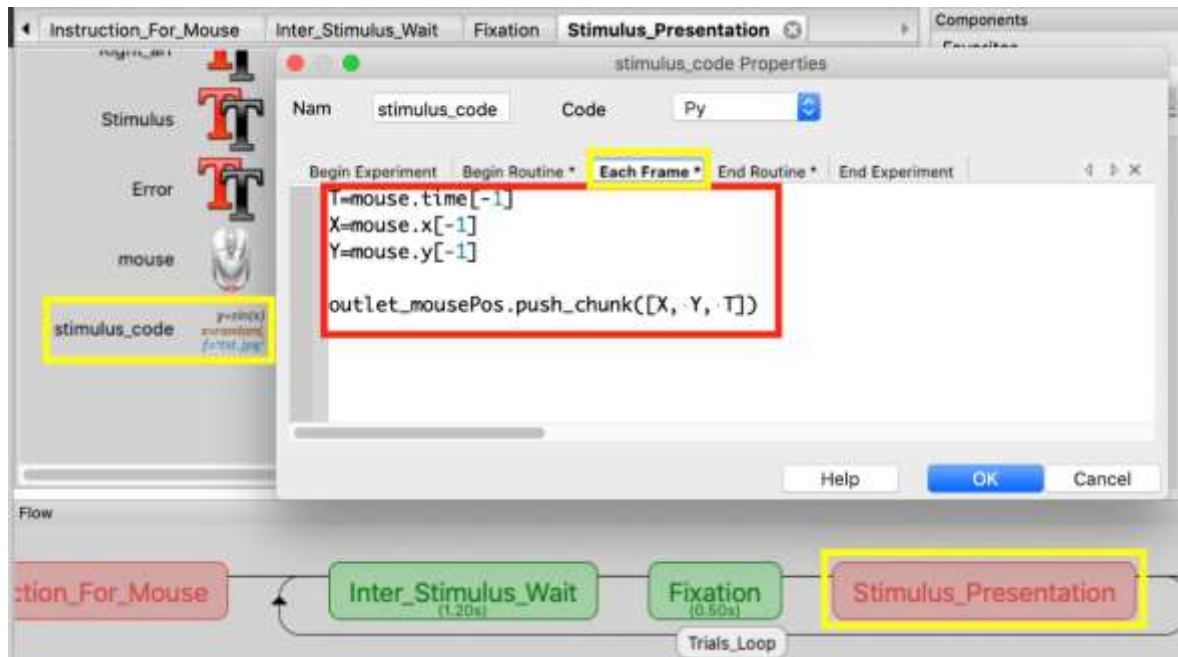 Instruction_For_Mouse Inter_Stimulus_Wait Fixation Stimulus_Presentation
Components
stimulus_code Properties
Nam stimulus_code Code Py
Begin Experiment Begin Routine * Each Frame * End Routine * End Experiment
T=mouse.time[-1]
X=mouse.x[-1]
Y=mouse.y[-1]
outlet_mousePos.push_chunk([X, Y, T])
Stimulus
Error
mouse
stimulus_code
Help OK Cancel
Flow
ction_For_Mouse Inter_Stimulus_Wait Fixation Stimulus_Presentation
(1.20s) (0.50s)
Trials_Loop